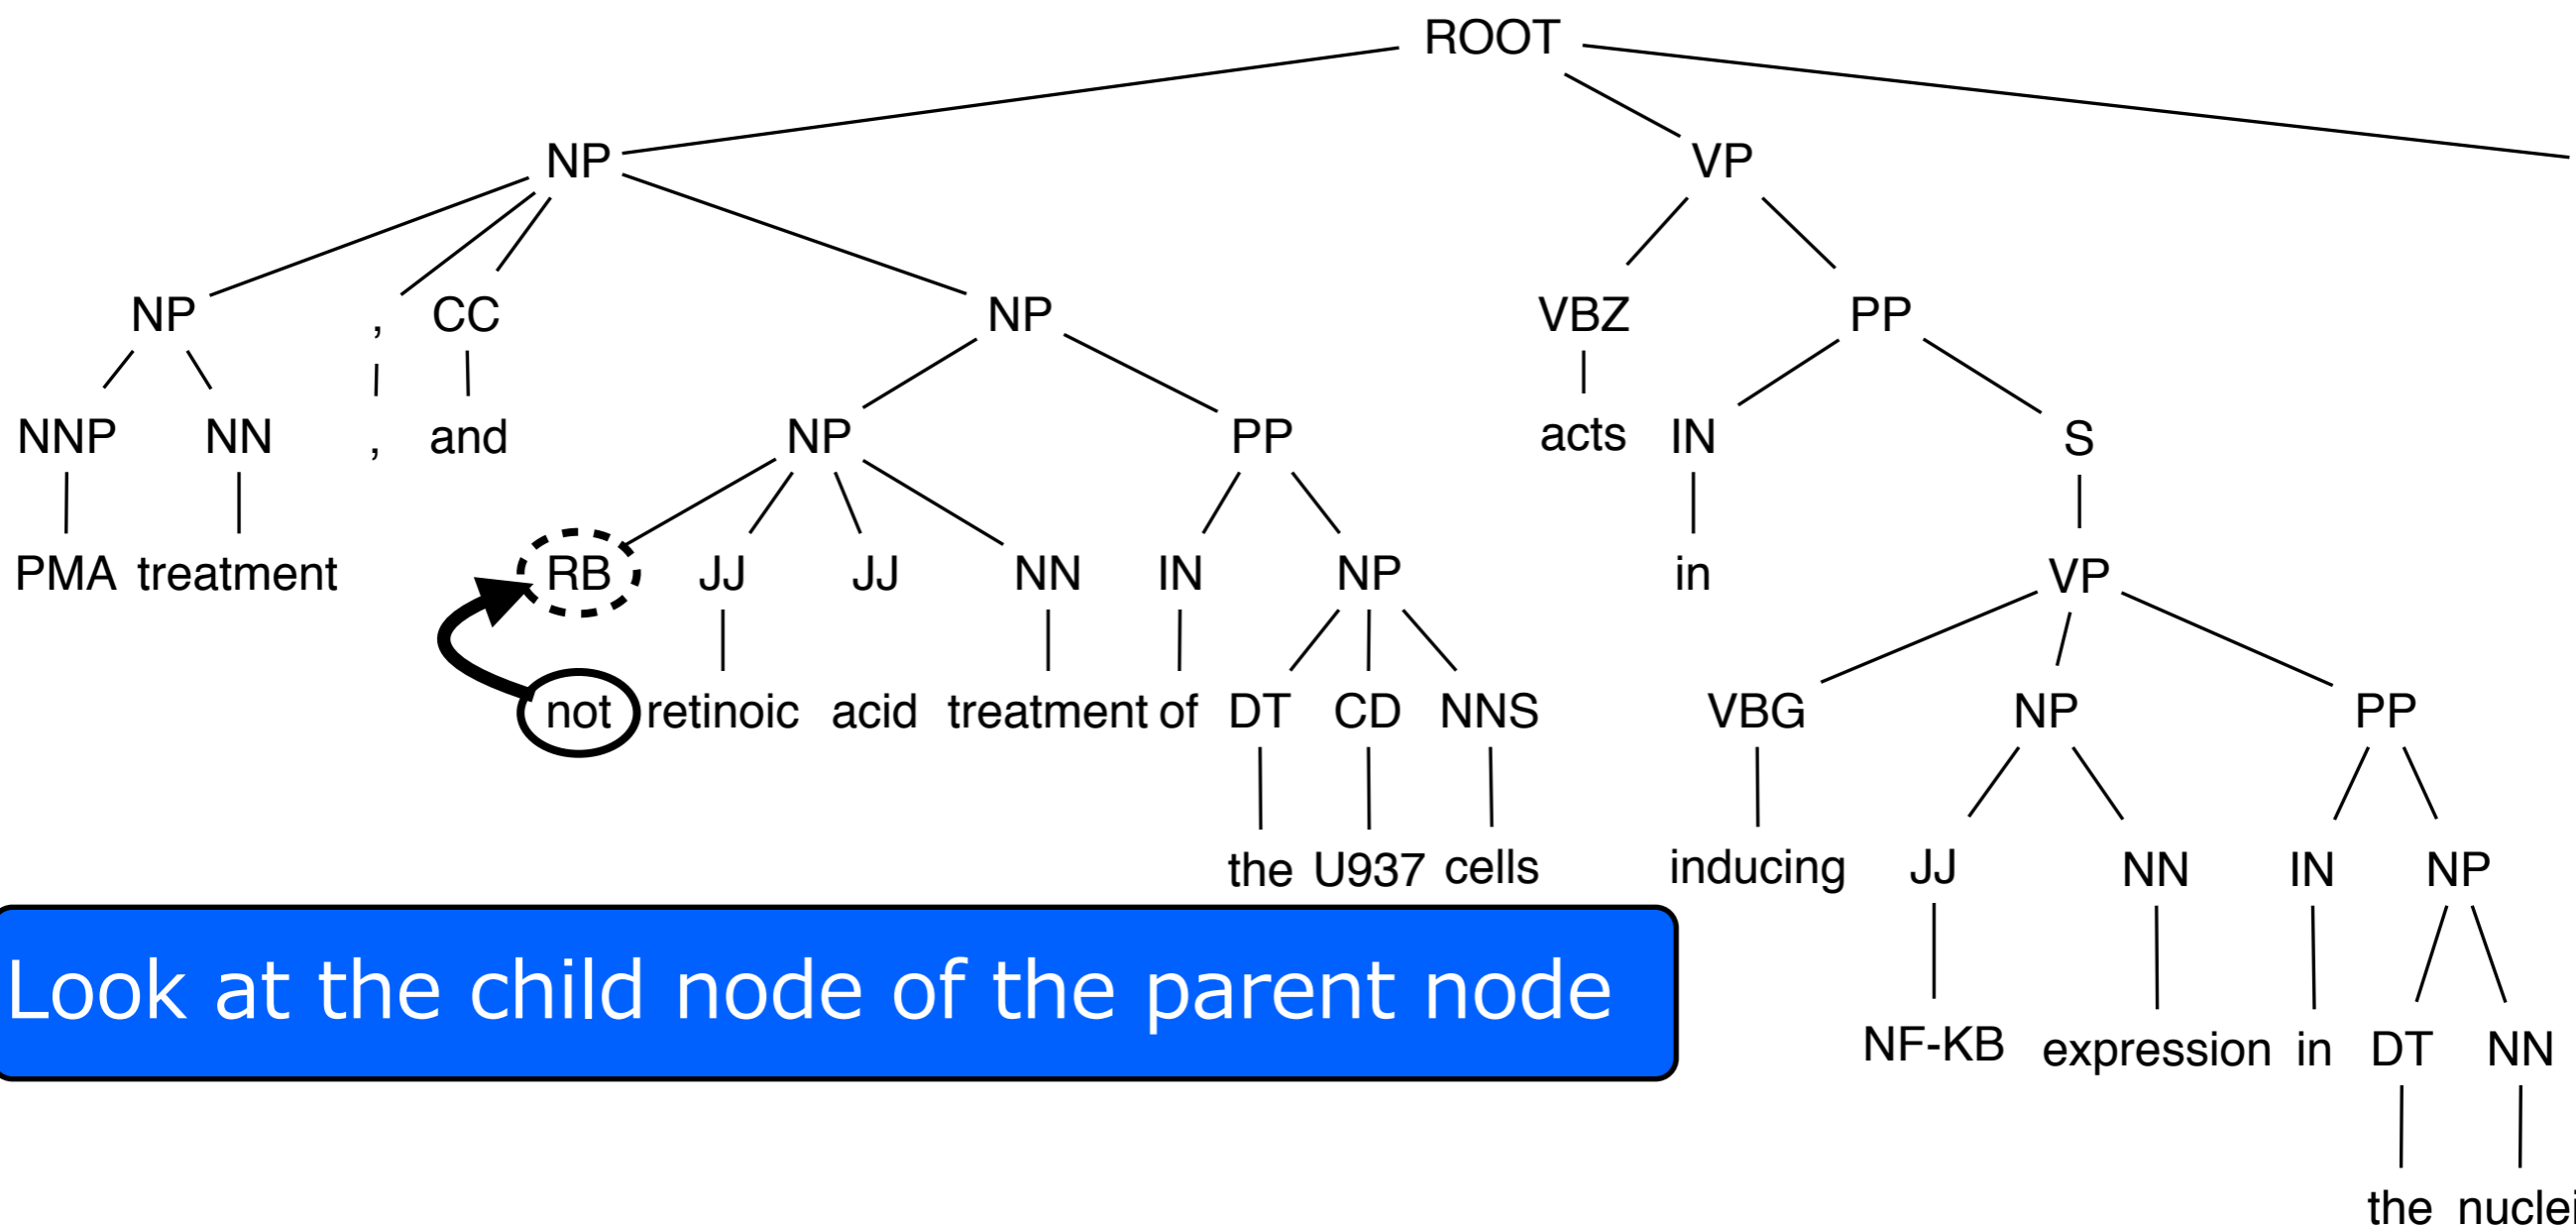 ROOT
NP VP
NP , CC NP VBZ PP
NNP NN , and NP PP acts IN S
PMA treatment RB JJ JJ NN IN NP in VP
not retinoic acid treatment of DT CD NNS VBG NP PP
the U937 cells inducing JJ NN IN NP
Look at the child node of the parent node
NF-KB expression in DT NN
the nuclei